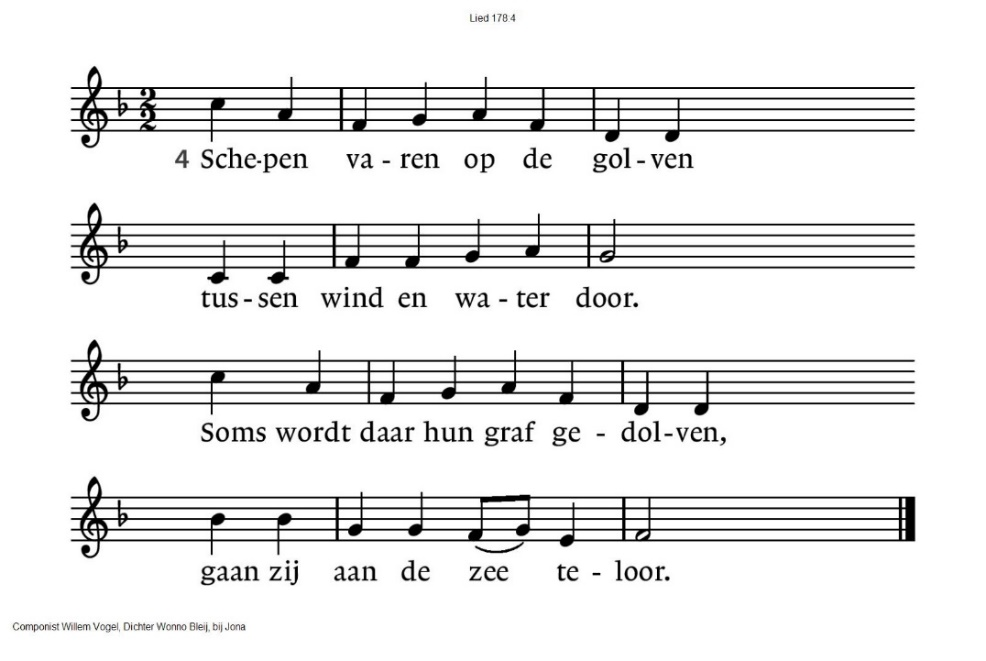 Lied 178:4
4 Sche-pen va - ren op de gol - ven
tus - sen wind en wa - ter door.
Soms wordt daar hun graf ge - dol-ven,
gaan zij aan de zee te - loor.
Componist Willem Vogel, Dichter Wonno Bleij, bij Jona